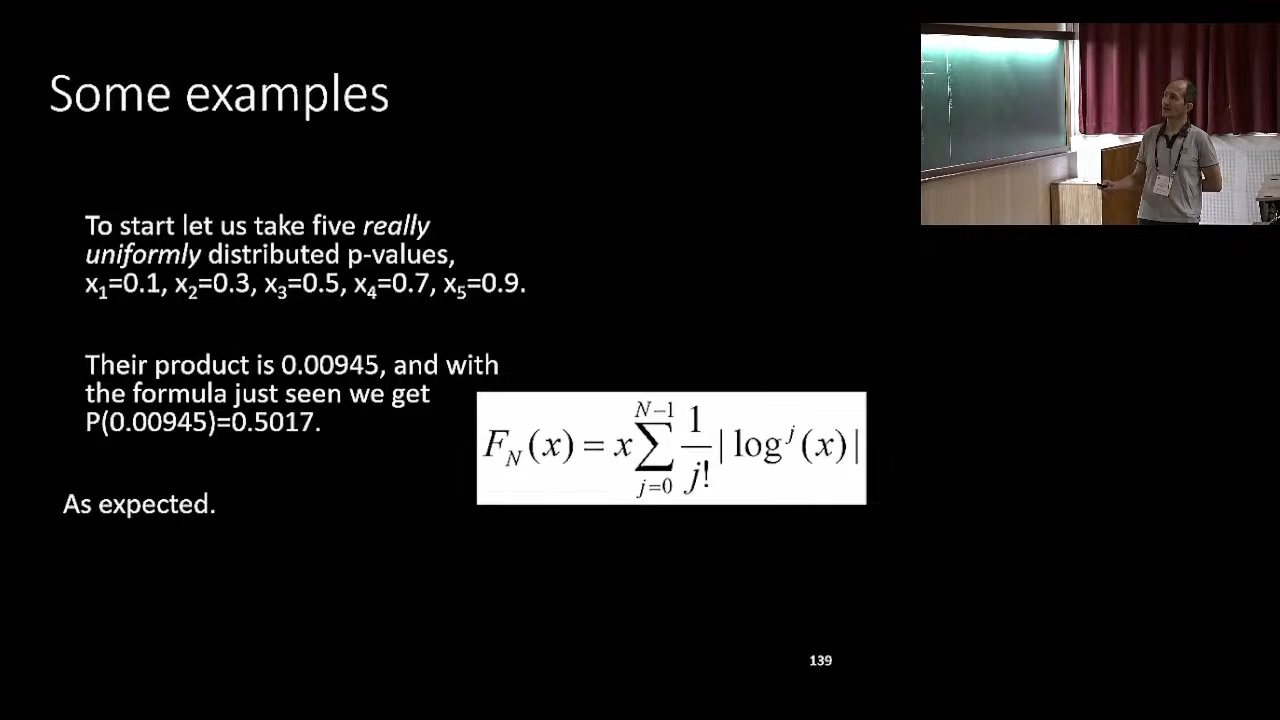 Some examples
To start let us take five really
uniformly distributed p-values,
x₁=0.1, x₂=0.3, x₃=0.5, x₄=0.7, x₅=0.9.
Their product is 0.00945, and with
the formula just seen we get
P(0.00945)=0.5017.
F_N(x) = x \sum_{j=0}^{N-1} \frac{1}{j!} | log^j(x) |
As expected.
139